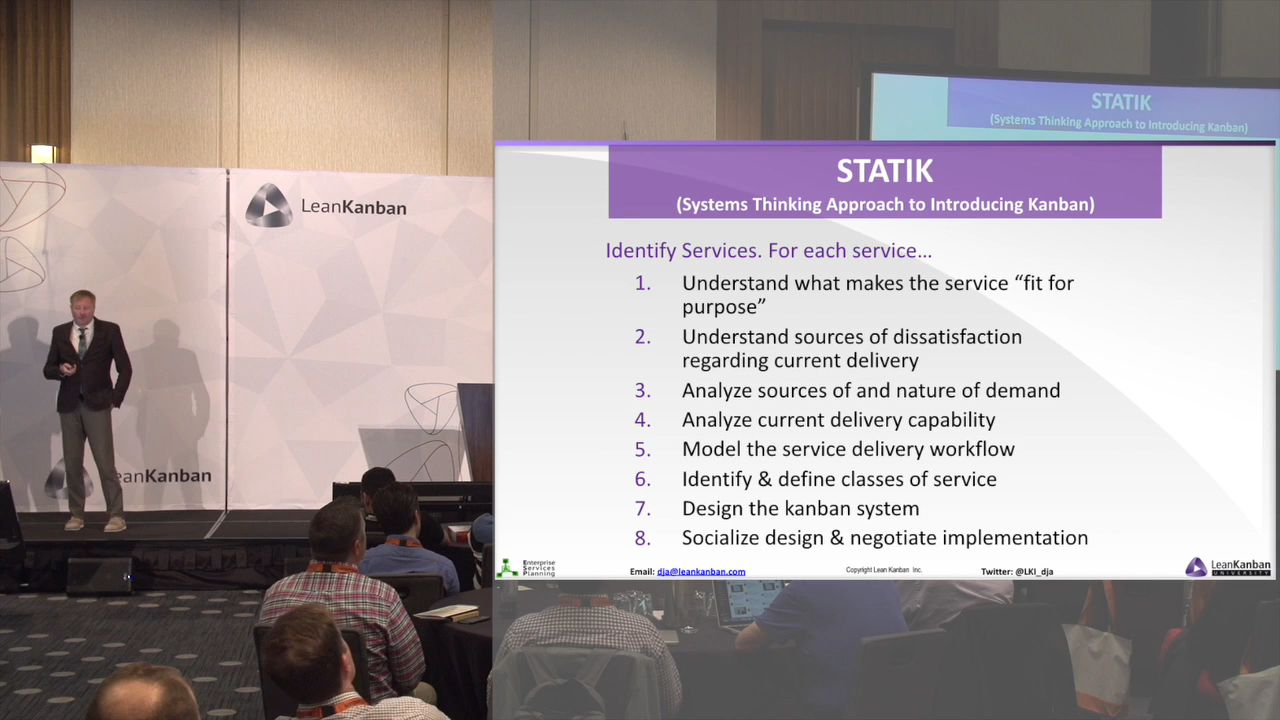 STATIK
(Systems Thinking Approach to Introducing Kanban)
LeanKanban
STATIK
(Systems Thinking Approach to Introducing Kanban)
Identify Services. For each service…
1. Understand what makes the service “fit for
purpose”
2. Understand sources of dissatisfaction
regarding current delivery
3. Analyze sources of and nature of demand
4. Analyze current delivery capability
5. Model the service delivery workflow
6. Identify & define classes of service
7. Design the kanban system
8. Socialize design & negotiate implementation
eanKanban
Enterprise
Services
Planning
Email: dja@leankanban.com
Copyright Lean Kanban Inc.
Twitter: @LKI_dja
LeanKanban
UNIVERSITY